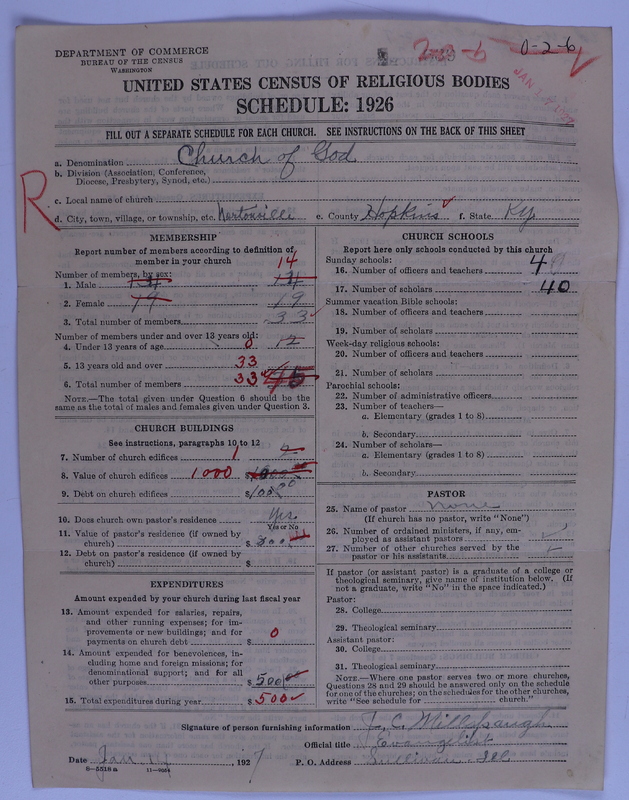 DEPARTMENT OF COMMERCE
BUREAU OF THE CENSUS
WASHINGTON
0-2-6
UNITED STATES CENSUS OF RELIGIOUS BODIES
SCHEDULE: 1926
FILL OUT A SEPARATE SCHEDULE FOR EACH CHURCH. SEE INSTRUCTIONS ON THE BACK OF THIS SHEET
a. Denomination Church of God
b. Division (Association, Conference, Diocese, Presbytery, Synod, etc.)
c. Local name of church
R
d. City, town, village, or township, etc. Nortonville e. County Hopkins f. State Ky.
MEMBERSHIP
Report number of members according to definition of member in your church
Number of members, by sex:
14
1. Male 14
2. Female 19 19
3. Total number of members 33
Number of members under and over 13 years old:
4. Under 13 years of age 0 12
5. 13 years old and over 33
6. Total number of members 33 45
NOTE.—The total given under Question 6 should be the same as the total of males and females given under Question 3.
CHURCH BUILDINGS
See instructions, paragraphs 10 to 12
7. Number of church edifices 1 2
8. Value of church edifices 1000
9. Debt on church edifices
10. Does church own pastor's residence Yes
Yes or No
11. Value of pastor's residence (if owned by church) $
12. Debt on pastor's residence (if owned by church) $
EXPENDITURES
Amount expended by your church during last fiscal year
13. Amount expended for salaries, repairs, and other running expenses; for improvements or new buildings; and for payments on church debt $ 0
14. Amount expended for benevolences, including home and foreign missions; for denominational support; and for all other purposes $ 500
15. Total expenditures during year $ 500
CHURCH SCHOOLS
Report here only schools conducted by this church
Sunday schools:
16. Number of officers and teachers 4
17. Number of scholars 40
Summer vacation Bible schools:
18. Number of officers and teachers
19. Number of scholars
Week-day religious schools:
20. Number of officers and teachers
21. Number of scholars
Parochial schools:
22. Number of administrative officers
23. Number of teachers—
a. Elementary (grades 1 to 8)
b. Secondary
24. Number of scholars—
a. Elementary (grades 1 to 8)
b. Secondary
PASTOR
25. Name of pastor none
(If church has no pastor, write "None")
26. Number of ordained ministers, if any, employed as assistant pastors
27. Number of other churches served by the pastor or his assistants
If pastor (or assistant pastor) is a graduate of a college or theological seminary, give name of institution below. (If not a graduate, write "No" in the space indicated.)
Pastor:
28. College
29. Theological seminary
Assistant pastor:
30. College
31. Theological seminary
NOTE.—Where one pastor serves two or more churches, Questions 28 and 29 should be answered only on the schedule for one of the churches; on the schedules for the other churches, write "See schedule for church."
Signature of person furnishing information J. C. Millspaugh
Official title Evangelist
Date Jan. , 1927 P. O. Address Sullivan Ill
8-5518a